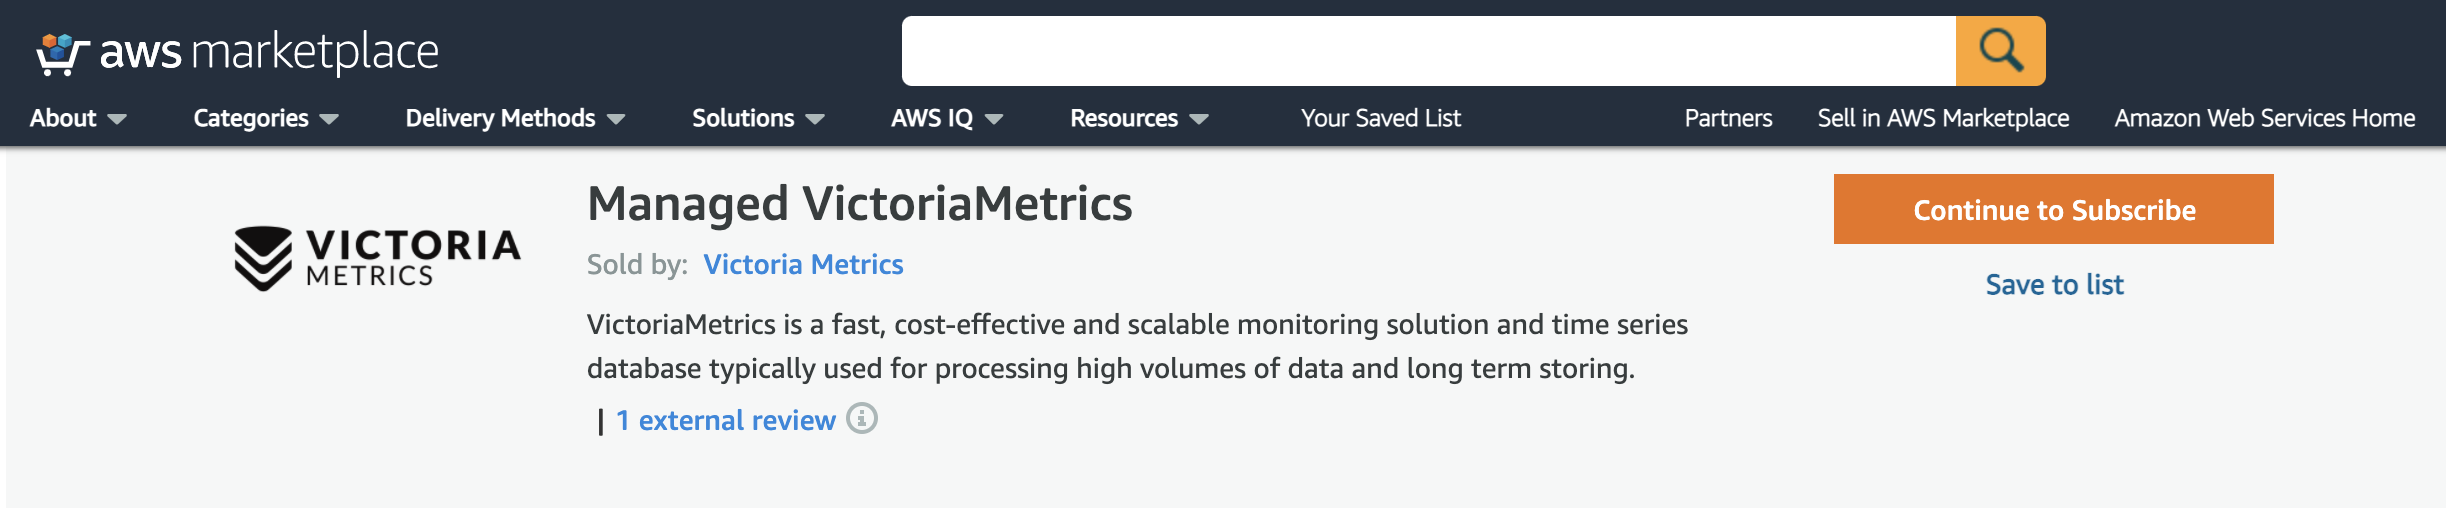 aws marketplace
About Categories Delivery Methods Solutions AWS IQ Resources Your Saved List Partners Sell in AWS Marketplace Amazon Web Services Home
VICTORIA
METRICS
Managed VictoriaMetrics
Sold by: Victoria Metrics
VictoriaMetrics is a fast, cost-effective and scalable monitoring solution and time series
database typically used for processing high volumes of data and long term storing.
| 1 external review
Continue to Subscribe
Save to list